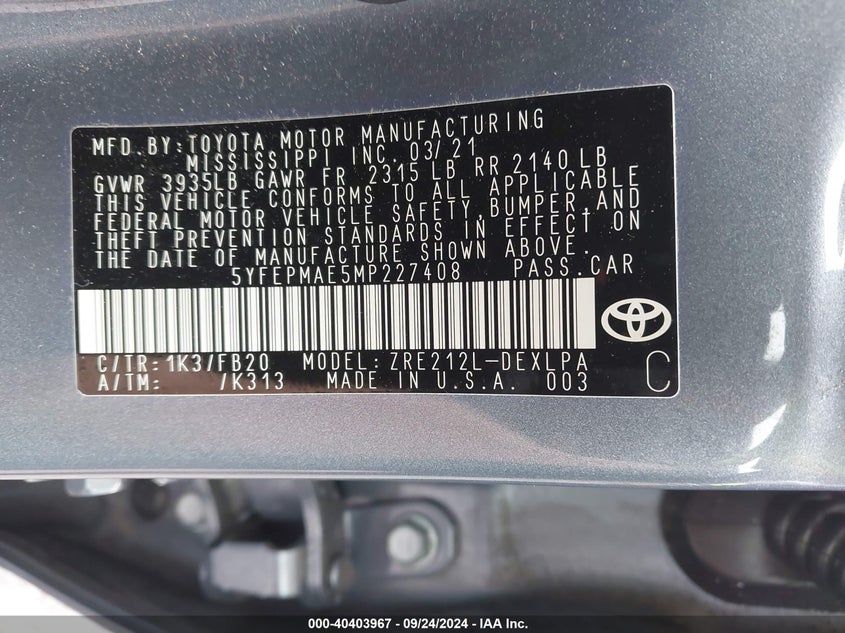 MFD.BY:TOYOTA MOTOR MANUFACTURING
MISSISSIPPI INC. 03/21
GVWR 3935LB GAWR FR 2315 LB RR 2140 LB
THIS VEHICLE CONFORMS TO ALL APPLICABLE
FEDERAL MOTOR VEHICLE SAFETY,BUMPER,AND
THEFT PREVENTION STANDARDS IN EFFECT ON
THE DATE OF MANUFACTURE SHOWN ABOVE.
5YFEPMAE5MP227408 PASS.CAR
C/TR:1K3/FB20 MODEL:ZRE212L-DEXLPA
A/TM: /K313 MADE IN U.S.A. 003 C
000-40403967 - 09/24/2024 - IAA Inc.